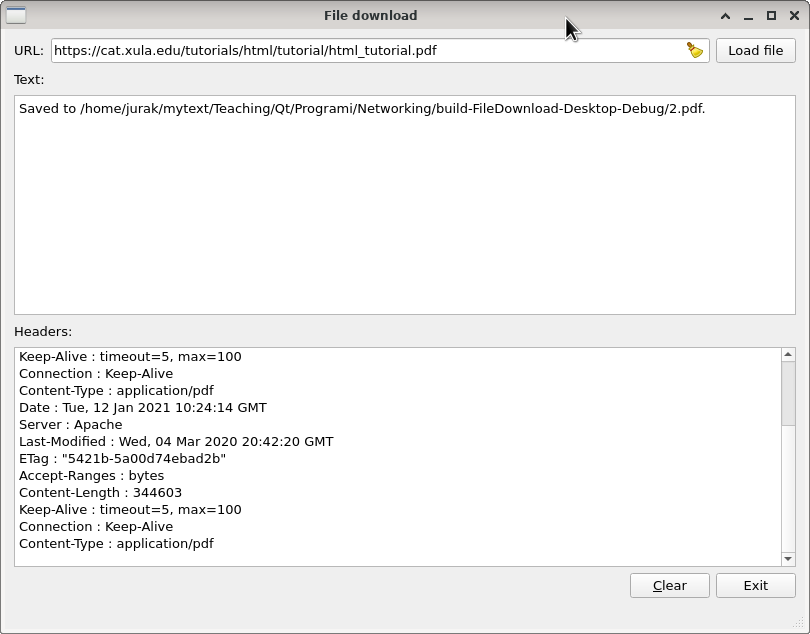 File download
URL: https://cat.xula.edu/tutorials/html/tutorial/html_tutorial.pdf Load file
Text:
Saved to /home/jurak/mytext/Teaching/Qt/Programi/Networking/build-FileDownload-Desktop-Debug/2.pdf.
Headers:
Keep-Alive : timeout=5, max=100
Connection : Keep-Alive
Content-Type : application/pdf
Date : Tue, 12 Jan 2021 10:24:14 GMT
Server : Apache
Last-Modified : Wed, 04 Mar 2020 20:42:20 GMT
ETag : "5421b-5a00d74ebad2b"
Accept-Ranges : bytes
Content-Length : 344603
Keep-Alive : timeout=5, max=100
Connection : Keep-Alive
Content-Type : application/pdf
Clear Exit